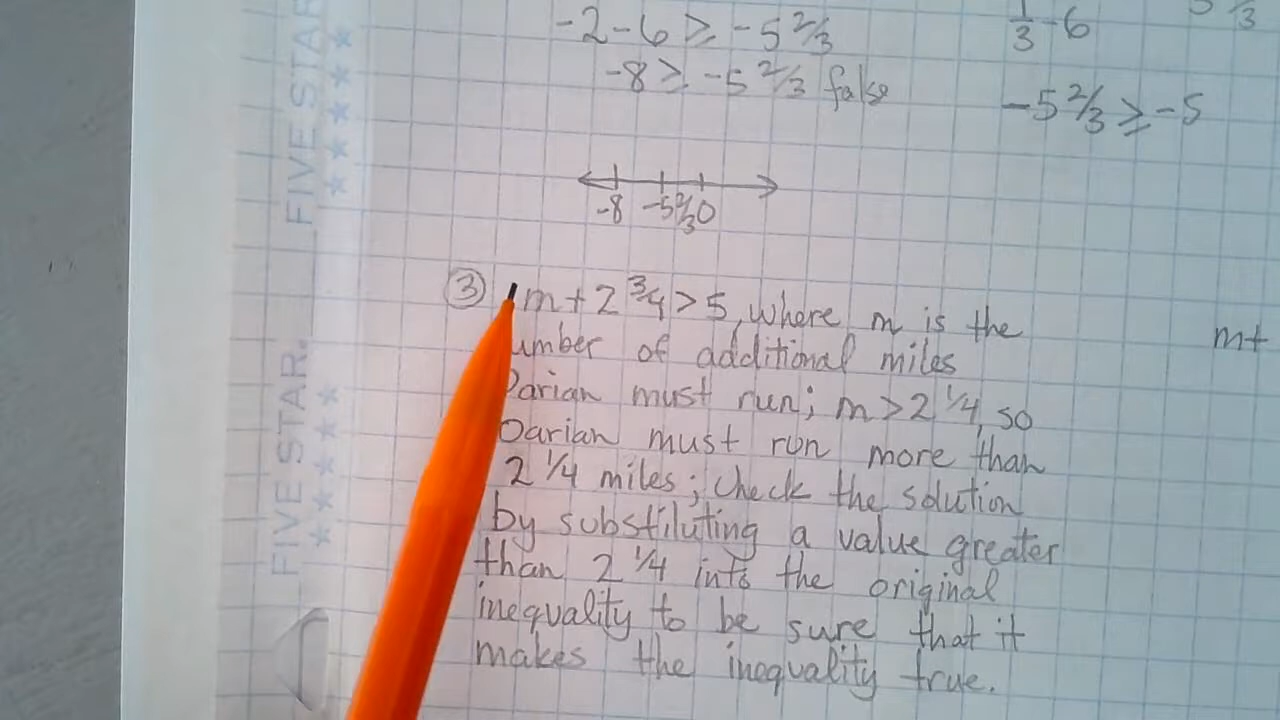 -2-6 ≥ -5 2/3
-8 ≥ -5 2/3 false
1/3 -6
-5 2/3 ≥ -5
-8 -5 2/3 0
③ m + 2 3/4 > 5, where m is the
umber of additional miles
Darian must run; m > 2 1/4, so
Darian must run more than
2 1/4 miles; Check the solution
by substiluting a value greater
than 2 1/4 into the original
inequality to be sure that it
makes the inequality true.
m+
FIVE STAR.
FIVE STAR